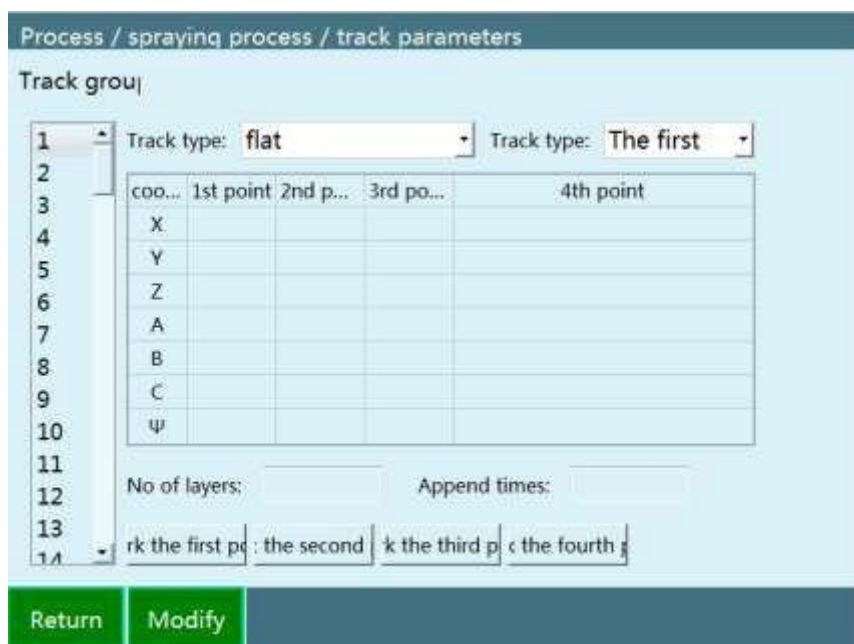 Process / spraying process / track parameters
Track grou
1
2
3
4
5
6
7
8
9
10
11
12
13
14
Track type: flat Track type: The first
coo... 1st point 2nd p... 3rd po... 4th point
X
Y
Z
A
B
C
Ψ
No of layers: Append times:
rk the first po : the second k the third p the fourth p
Return Modify